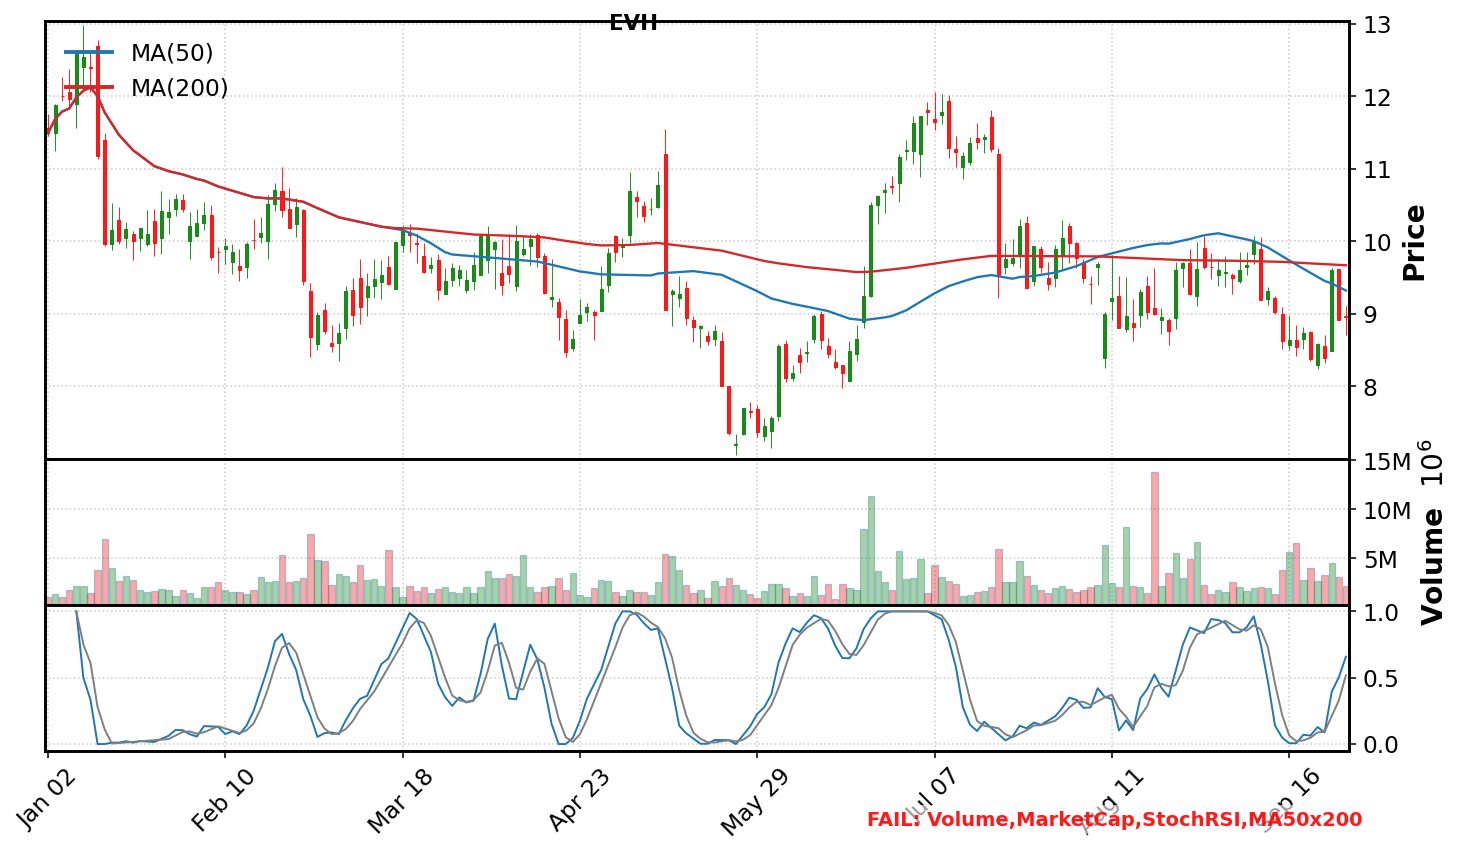 EVH
MA(50)
MA(200)
13
12
11
10
9
8
Price
15M
10M
5M
Volume 10⁶
1.0
0.5
0.0
Jan 02
Feb 10
Mar 18
Apr 23
May 29
Jul 07
Aug 11
Sep 16
FAIL: Volume,MarketCap,StochRSI,MA50x200